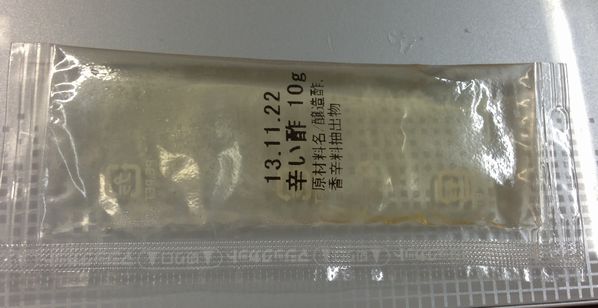 13.11.22
辛い酢 10g
原材料名/醸造酢、
香辛料抽出物